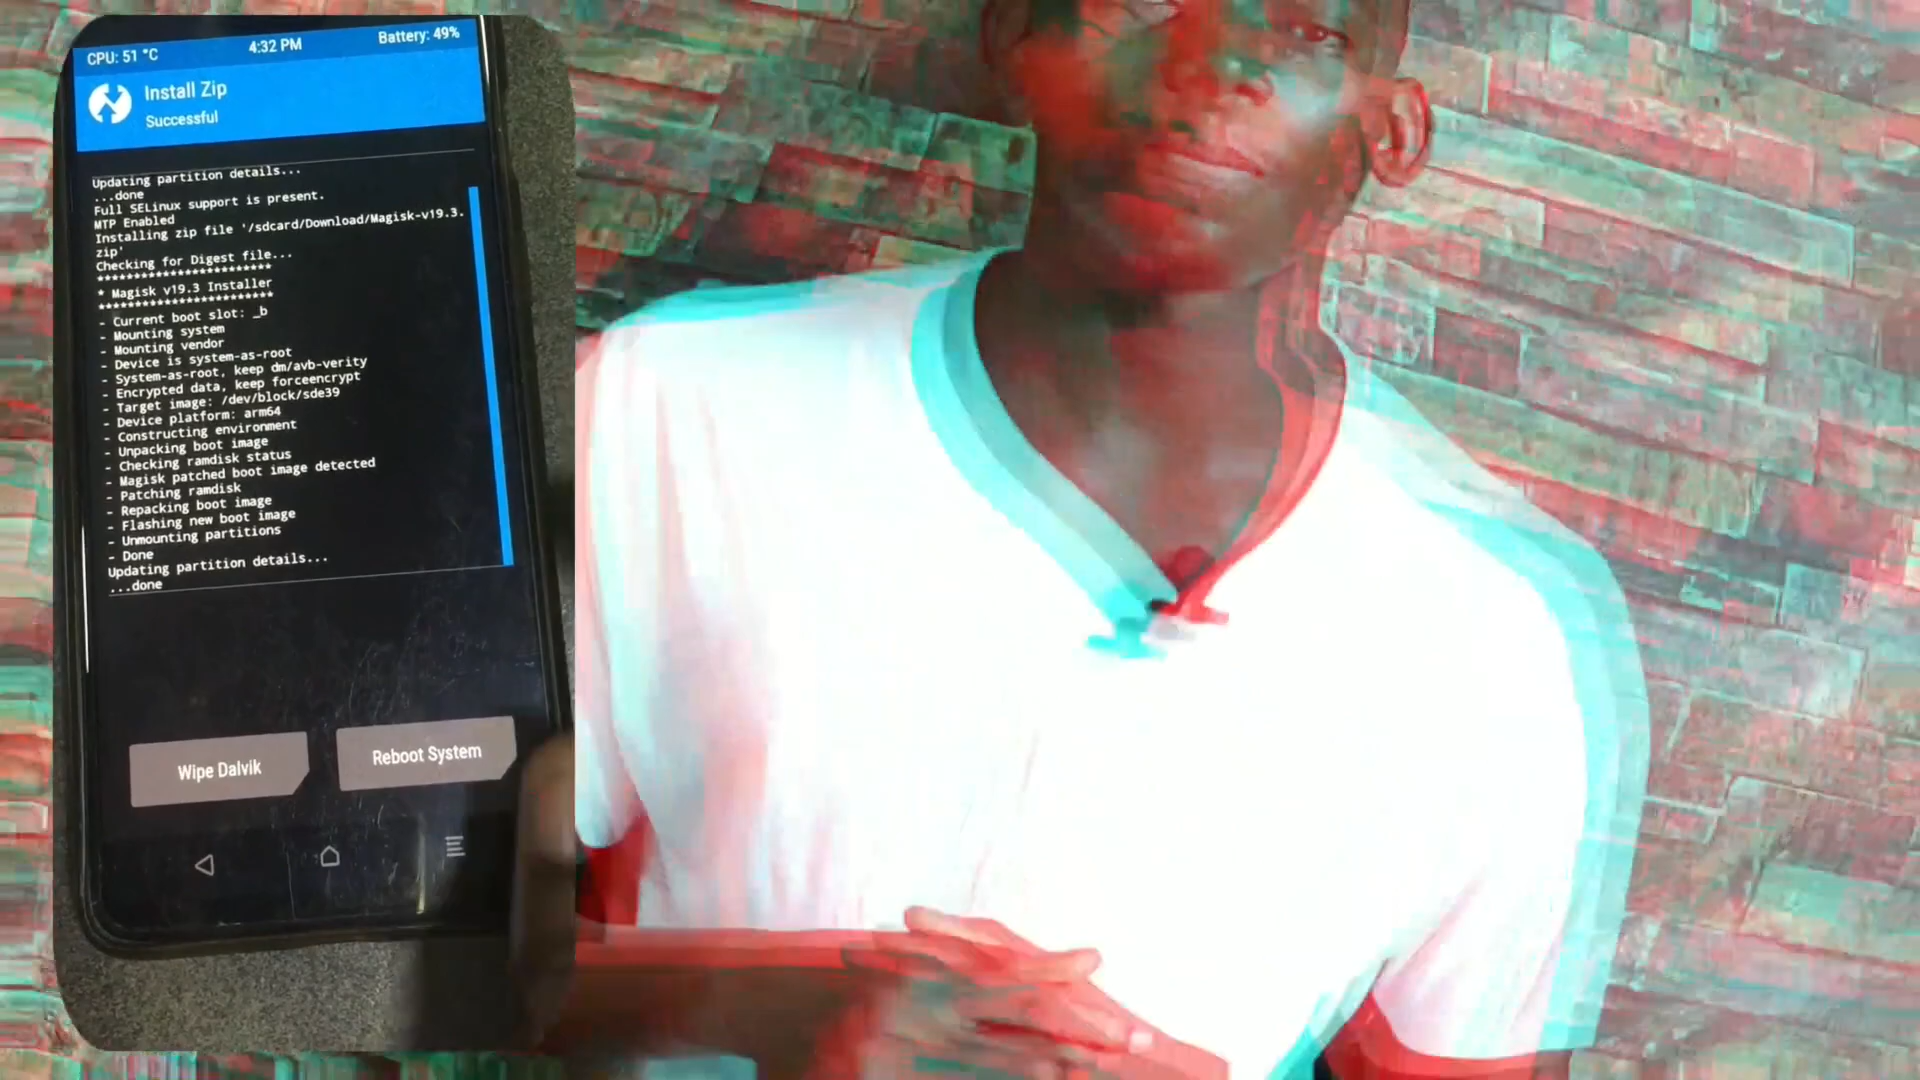 CPU: 51 °C
4:32 PM
Battery: 49%
Install Zip
Successful
Updating partition details...
...done
Full SELinux support is present.
MTP Enabled
Installing zip file '/sdcard/Download/Magisk-v19.3.
zip'
Checking for Digest file...
************************
* Magisk v19.3 Installer
************************
- Current boot slot: _b
- Mounting system
- Mounting vendor
- Device is system-as-root
- System-as-root, keep dm/avb-verity
- Encrypted data, keep forceencrypt
- Target image: /dev/block/sde39
- Device platform: arm64
- Constructing environment
- Unpacking boot image
- Checking ramdisk status
- Magisk patched boot image detected
- Patching ramdisk
- Repacking boot image
- Flashing new boot image
- Unmounting partitions
- Done
Updating partition details...
...done
Wipe Dalvik
Reboot System